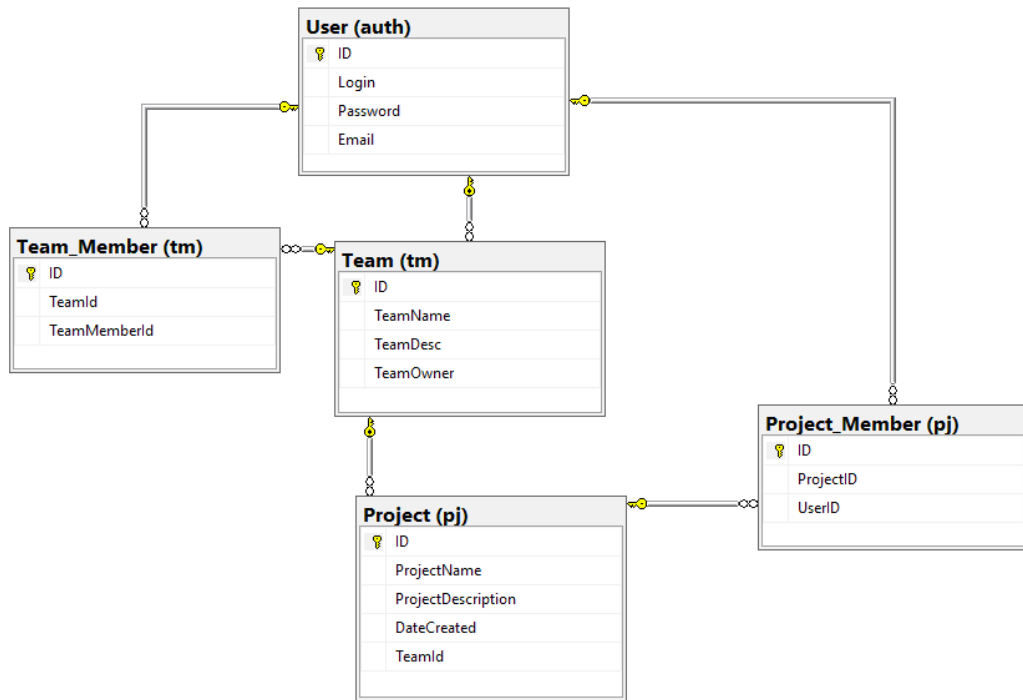 User (auth)
ID
Login
Password
Email
Team_Member (tm)
ID
TeamId
TeamMemberId
Team (tm)
ID
TeamName
TeamDesc
TeamOwner
Project_Member (pj)
ID
ProjectID
UserID
Project (pj)
ID
ProjectName
ProjectDescription
DateCreated
TeamId